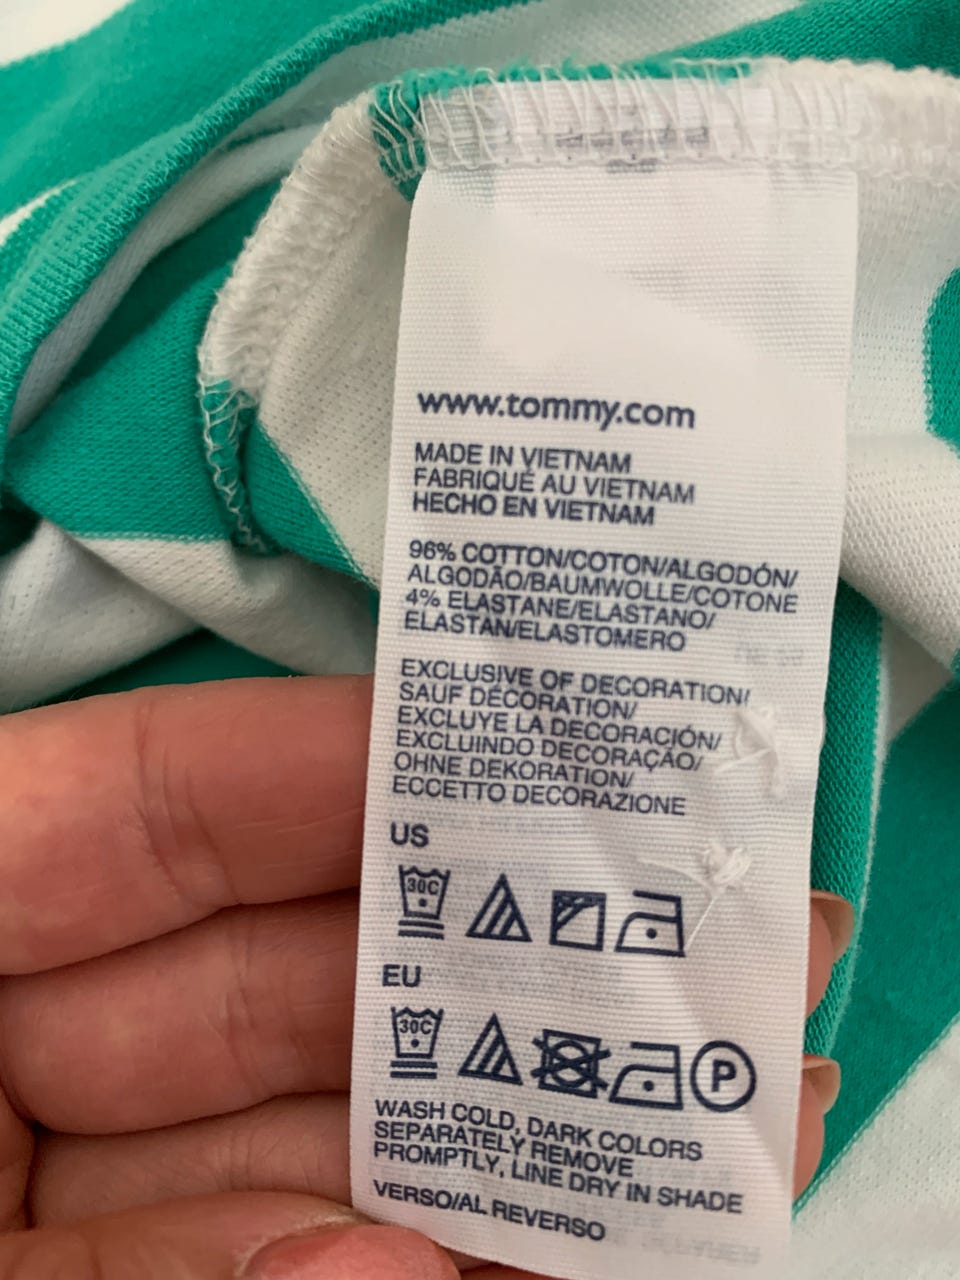 www.tommy.com
MADE IN VIETNAM
FABRIQUÉ AU VIETNAM
HECHO EN VIETNAM
96% COTTON/COTON/ALGODÓN/
ALGODÃO/BAUMWOLLE/COTONE
4% ELASTANE/ELASTANO/
ELASTAN/ELASTOMERO
EXCLUSIVE OF DECORATION/
SAUF DÉCORATION/
EXCLUYE LA DECORACIÓN/
EXCLUINDO DECORAÇÃO/
OHNE DEKORATION/
ECCETTO DECORAZIONE
US
30C
EU
30C P
WASH COLD, DARK COLORS
SEPARATELY REMOVE
PROMPTLY, LINE DRY IN SHADE
VERSO/AL REVERSO